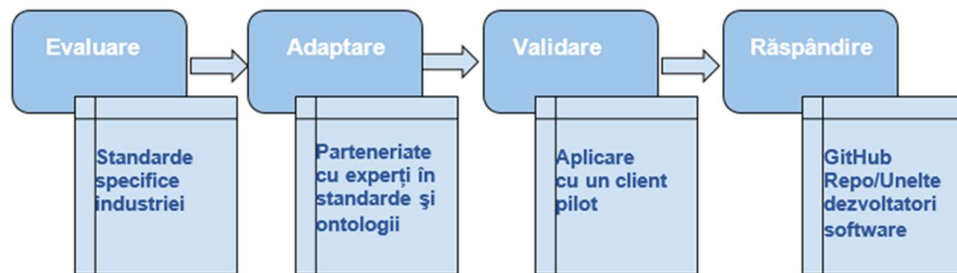 Evaluare
Adaptare
Validare
Răspândire
Standarde
specifice
industriei
Parteneriate
cu experți în
standarde și
ontologii
Aplicare
cu un client
pilot
GitHub
Repo/Unelte
dezvoltatori
software